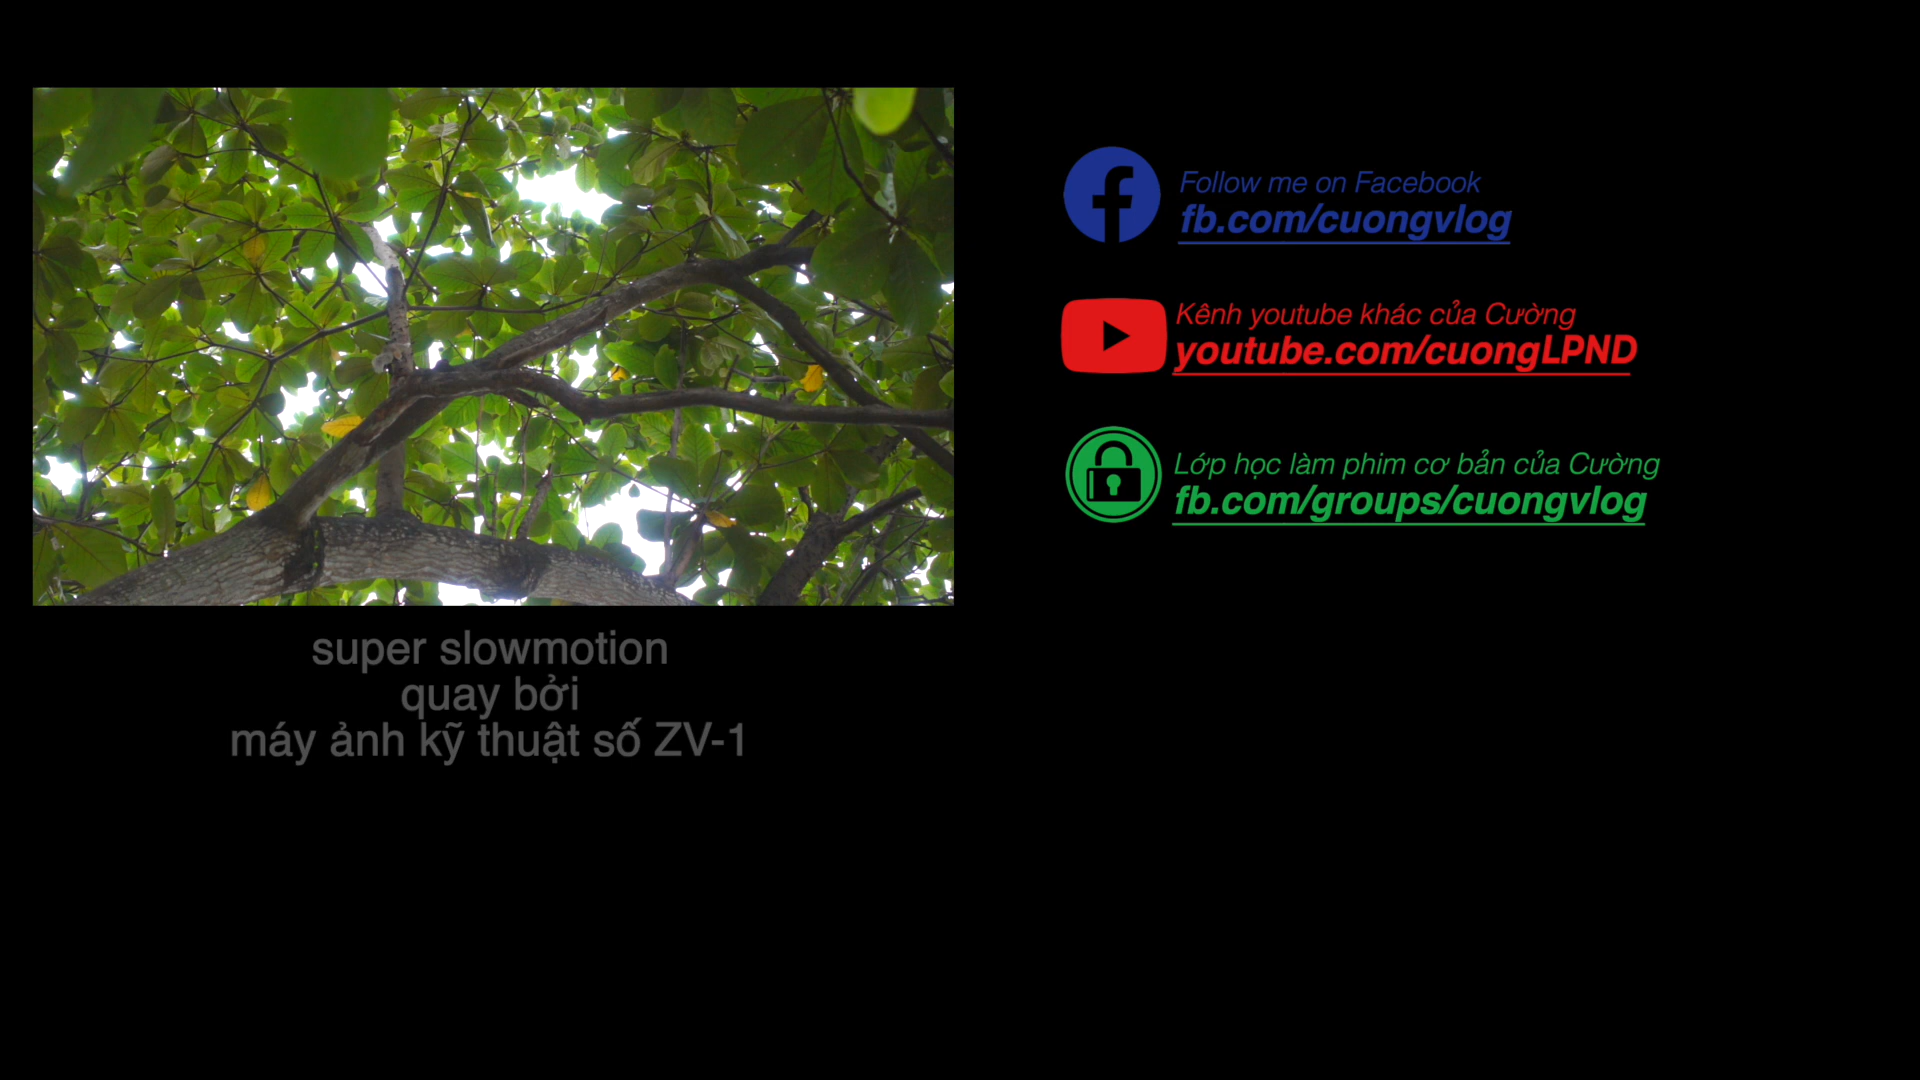 super slowmotion
quay bởi
máy ảnh kỹ thuật số ZV-1
Follow me on Facebook
fb.com/cuongvlog
Kênh youtube khác của Cường
youtube.com/cuongLPND
Lớp học làm phim cơ bản của Cường
fb.com/groups/cuongvlog